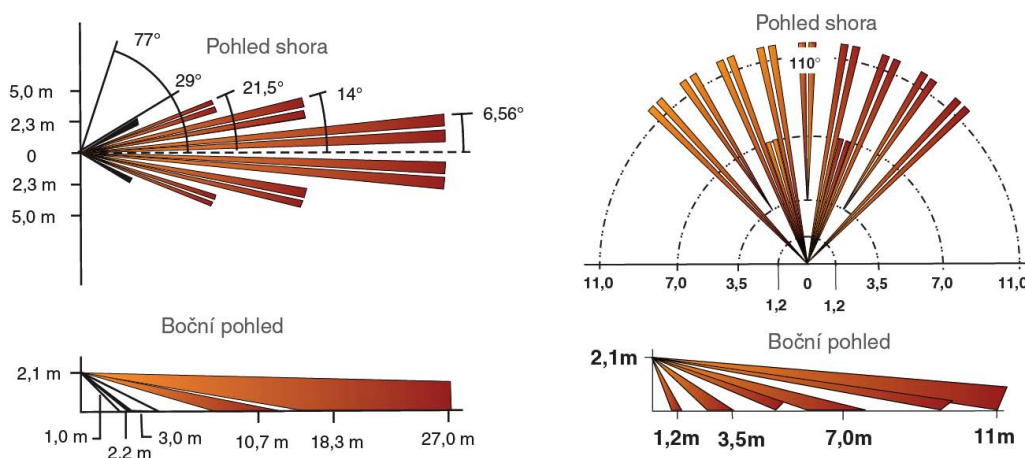 Pohled shora
77°
29°
21,5°
14°
6,56°
5,0 m
2,3 m
0
2,3 m
5,0 m
Boční pohled
2,1 m
1,0 m
2,2 m
3,0 m
10,7 m
18,3 m
27,0 m
Pohled shora
110°
11,0 7,0 3,5 0 3,5 7,0 11,0
1,2 1,2
Boční pohled
2,1m
1,2m 3,5m 7,0m 11m